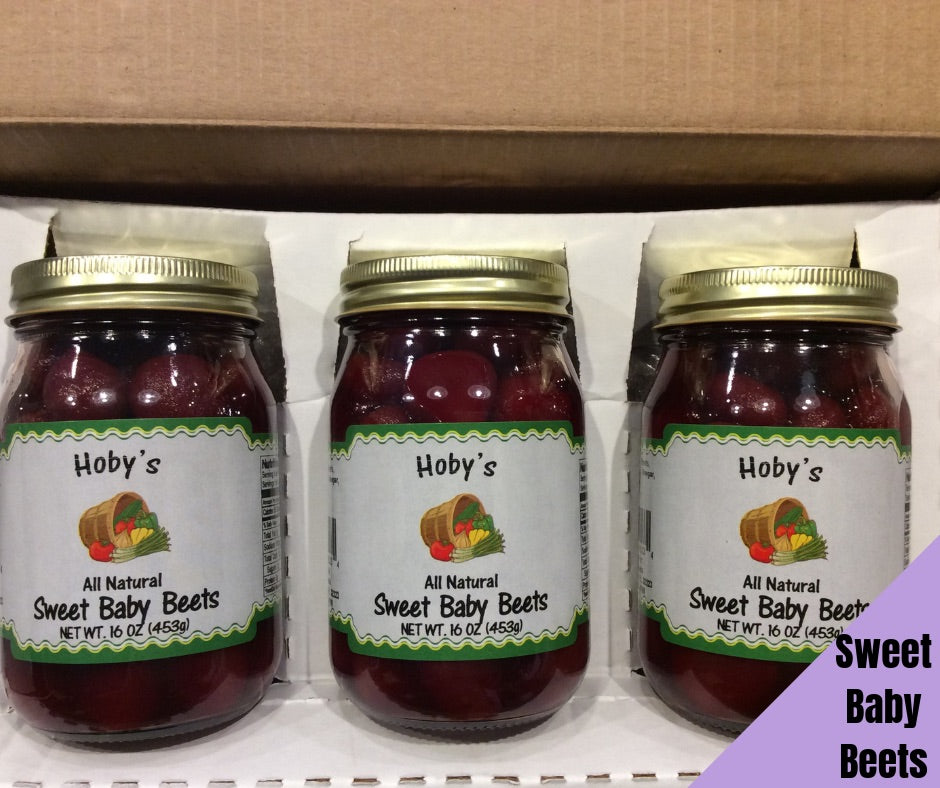 Hoby's
All Natural
Sweet Baby Beets
NET WT. 16 OZ (453g)
Hoby's
All Natural
Sweet Baby Beets
NET WT. 16 OZ (453g)
Hoby's
All Natural
Sweet Baby Beets
NET WT. 16 OZ (453g)
Sweet
Baby
Beets